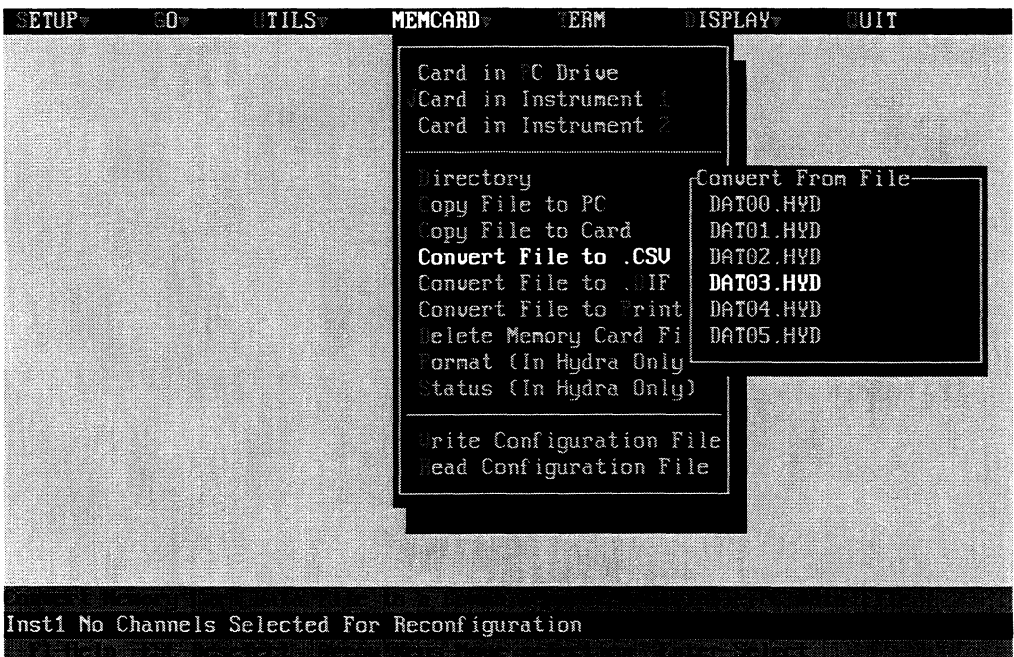 SETUP GO UTILS MEMCARD TERM DISPLAY QUIT
Card in PC Drive
√Card in Instrument 1
Card in Instrument 2
Directory
Copy File to PC
Copy File to Card
Convert File to .CSV
Convert File to .DIF
Convert File to Print
Delete Memory Card Fi
Format (In Hydra Only
Status (In Hydra Only)
Write Configuration File
Read Configuration File
Convert From File
DAT00.HYD
DAT01.HYD
DAT02.HYD
DAT03.HYD
DAT04.HYD
DAT05.HYD
Inst1 No Channels Selected For Reconfiguration